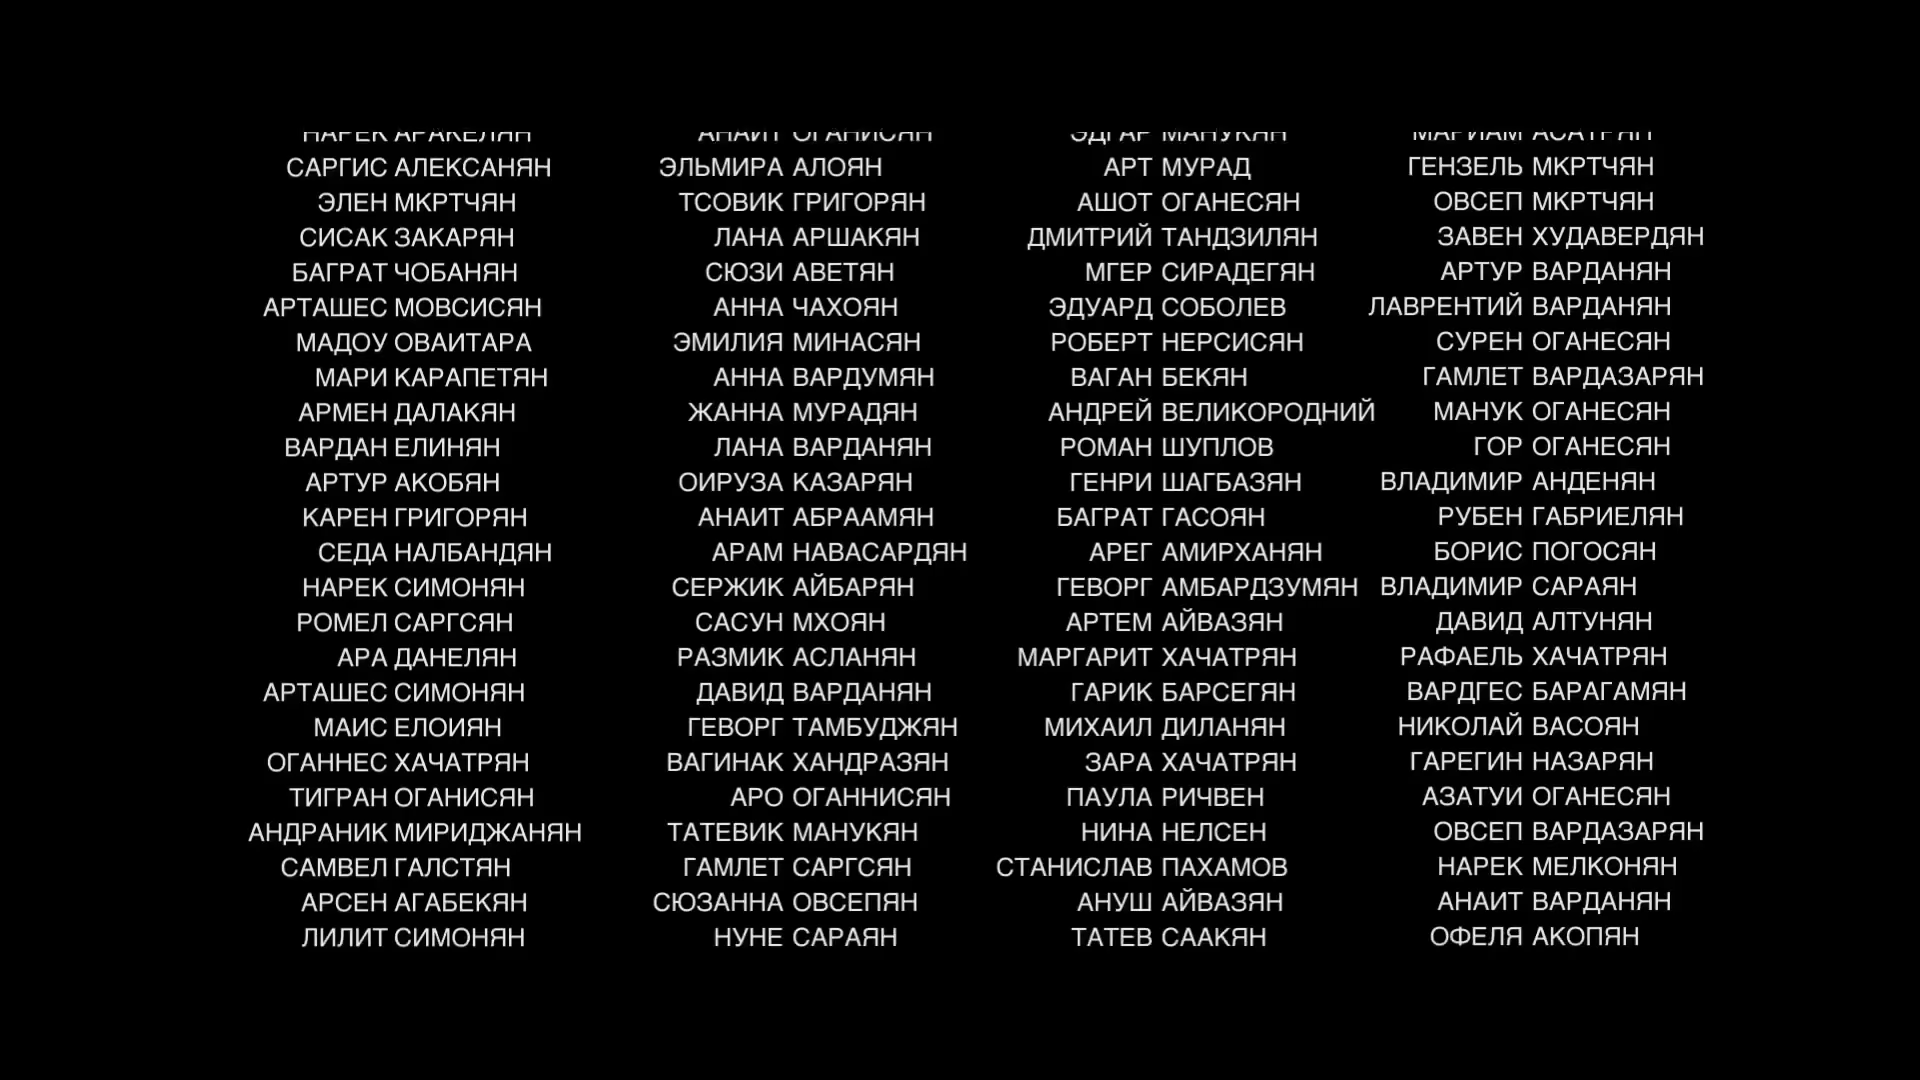 НАРЕК АРАКЕЛЯН
САРГИС АЛЕКСАНЯН
ЭЛЕН МКРТЧЯН
СИСАК ЗАКАРЯН
БАГРАТ ЧОБАНЯН
АРТАШЕС МОВСИСЯН
МАДОУ ОВАИТАРА
МАРИ КАРАПЕТЯН
АРМЕН ДАЛАКЯН
ВАРДАН ЕЛИНЯН
АРТУР АКОБЯН
КАРЕН ГРИГОРЯН
СЕДА НАЛБАНДЯН
НАРЕК СИМОНЯН
РОМЕЛ САРГСЯН
АРА ДАНЕЛЯН
АРТАШЕС СИМОНЯН
МАИС ЕЛОИЯН
ОГАННЕС ХАЧАТРЯН
ТИГРАН ОГАНИСЯН
АНДРАНИК МИРИДЖАНЯН
САМВЕЛ ГАЛСТЯН
АРСЕН АГАБЕКЯН
ЛИЛИТ СИМОНЯН
АНАИТ ОГАНИСЯН
ЭЛЬМИРА АЛОЯН
ТСОВИК ГРИГОРЯН
ЛАНА АРШАКЯН
СЮЗИ АВЕТЯН
АННА ЧАХОЯН
ЭМИЛИЯ МИНАСЯН
АННА ВАРДУМЯН
ЖАННА МУРАДЯН
ЛАНА ВАРДАНЯН
ОИРУЗА КАЗАРЯН
АНАИТ АБРААМЯН
АРАМ НАВАСАРДЯН
СЕРЖИК АЙБАРЯН
САСУН МХОЯН
РАЗМИК АСЛАНЯН
ДАВИД ВАРДАНЯН
ГЕВОРГ ТАМБУДЖЯН
ВАГИНАК ХАНДРАЗЯН
АРО ОГАННИСЯН
ТАТЕВИК МАНУКЯН
ГАМЛЕТ САРГСЯН
СЮЗАННА ОВСЕПЯН
НУНЕ САРАЯН
ЭДГАР МАНУКЯН
АРТ МУРАД
АШОТ ОГАНЕСЯН
ДМИТРИЙ ТАНДЗИЛЯН
МГЕР СИРАДЕГЯН
ЭДУАРД СОБОЛЕВ
РОБЕРТ НЕРСИСЯН
ВАГАН БЕКЯН
АНДРЕЙ ВЕЛИКОРОДНИЙ
РОМАН ШУПЛОВ
ГЕНРИ ШАГБАЗЯН
БАГРАТ ГАСОЯН
АРЕГ АМИРХАНЯН
ГЕВОРГ АМБАРДЗУМЯН
АРТЕМ АЙВАЗЯН
МАРГАРИТ ХАЧАТРЯН
ГАРИК БАРСЕГЯН
МИХАИЛ ДИЛАНЯН
ЗАРА ХАЧАТРЯН
ПАУЛА РИЧВЕН
НИНА НЕЛСЕН
СТАНИСЛАВ ПАХАМОВ
АНУШ АЙВАЗЯН
ТАТЕВ СААКЯН
МАРИАМ АСАТРЯН
ГЕНЗЕЛЬ МКРТЧЯН
ОВСЕП МКРТЧЯН
ЗАВЕН ХУДАВЕРДЯН
АРТУР ВАРДАНЯН
ЛАВРЕНТИЙ ВАРДАНЯН
СУРЕН ОГАНЕСЯН
ГАМЛЕТ ВАРДАЗАРЯН
МАНУК ОГАНЕСЯН
ГОР ОГАНЕСЯН
ВЛАДИМИР АНДЕНЯН
РУБЕН ГАБРИЕЛЯН
БОРИС ПОГОСЯН
ВЛАДИМИР САРАЯН
ДАВИД АЛТУНЯН
РАФАЕЛЬ ХАЧАТРЯН
ВАРДГЕС БАРАГАМЯН
НИКОЛАЙ ВАСОЯН
ГАРЕГИН НАЗАРЯН
АЗАТУИ ОГАНЕСЯН
ОВСЕП ВАРДАЗАРЯН
НАРЕК МЕЛКОНЯН
АНАИТ ВАРДАНЯН
ОФЕЛЯ АКОПЯН